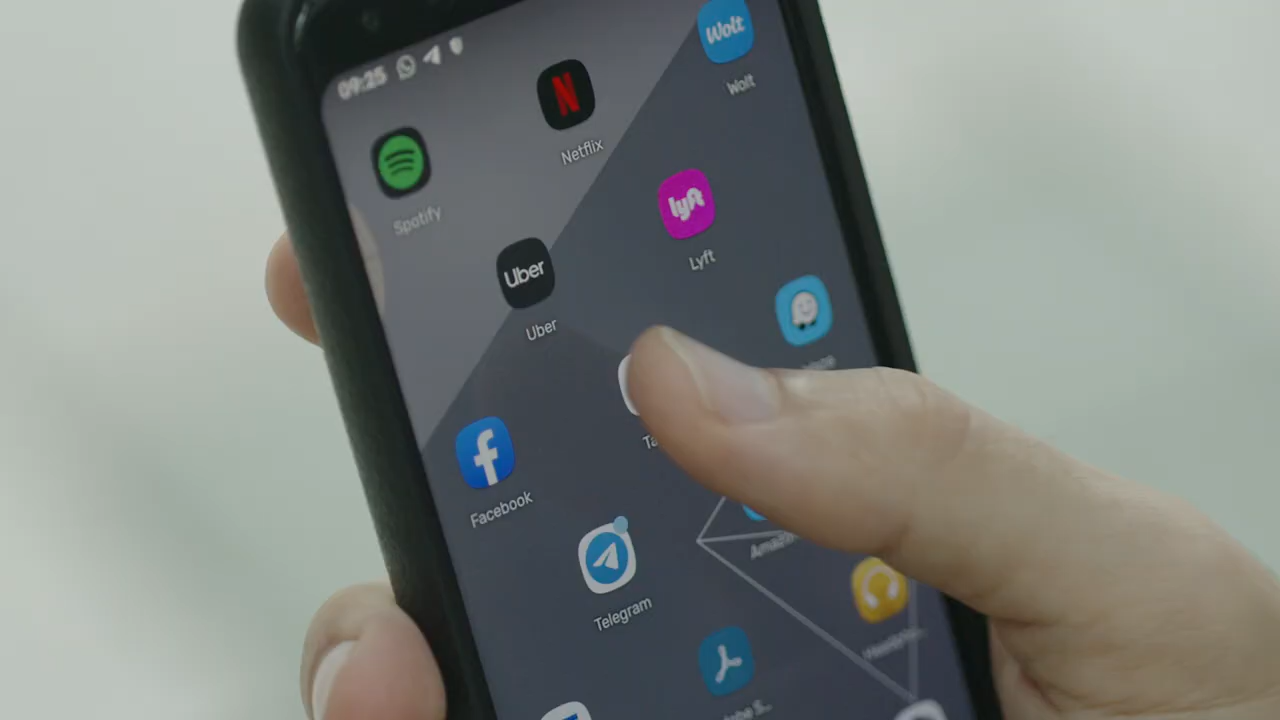 09:25
Wolt
Wolt
N
Netflix
Spotify
lyft
Lyft
Uber
Uber
f
Facebook
Telegram